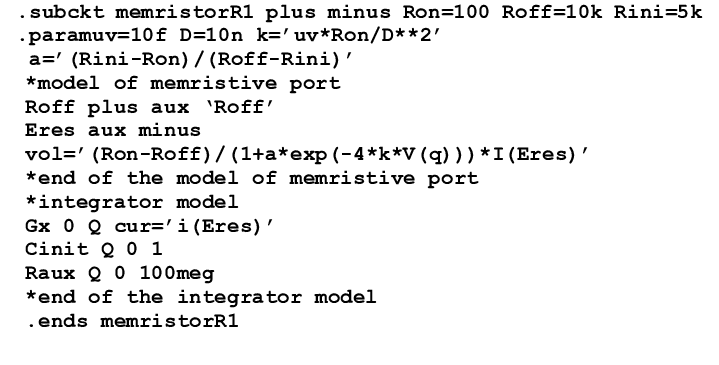 .subckt memristorR1 plus minus Ron=100 Roff=10k Rini=5k
.paramuv=10f D=10n k=′uv*Ron/D**2′
a=′(Rini-Ron)/(Roff-Rini)′
*model of memristive port
Roff plus aux ‵Roff′
Eres aux minus
vol=′(Ron-Roff)/(1+a*exp(-4*k*V(q)))*I(Eres)′
*end of the model of memristive port
*integrator model
Gx 0 Q cur=′i(Eres)′
Cinit Q 0 1
Raux Q 0 100meg
*end of the integrator model
.ends memristorR1